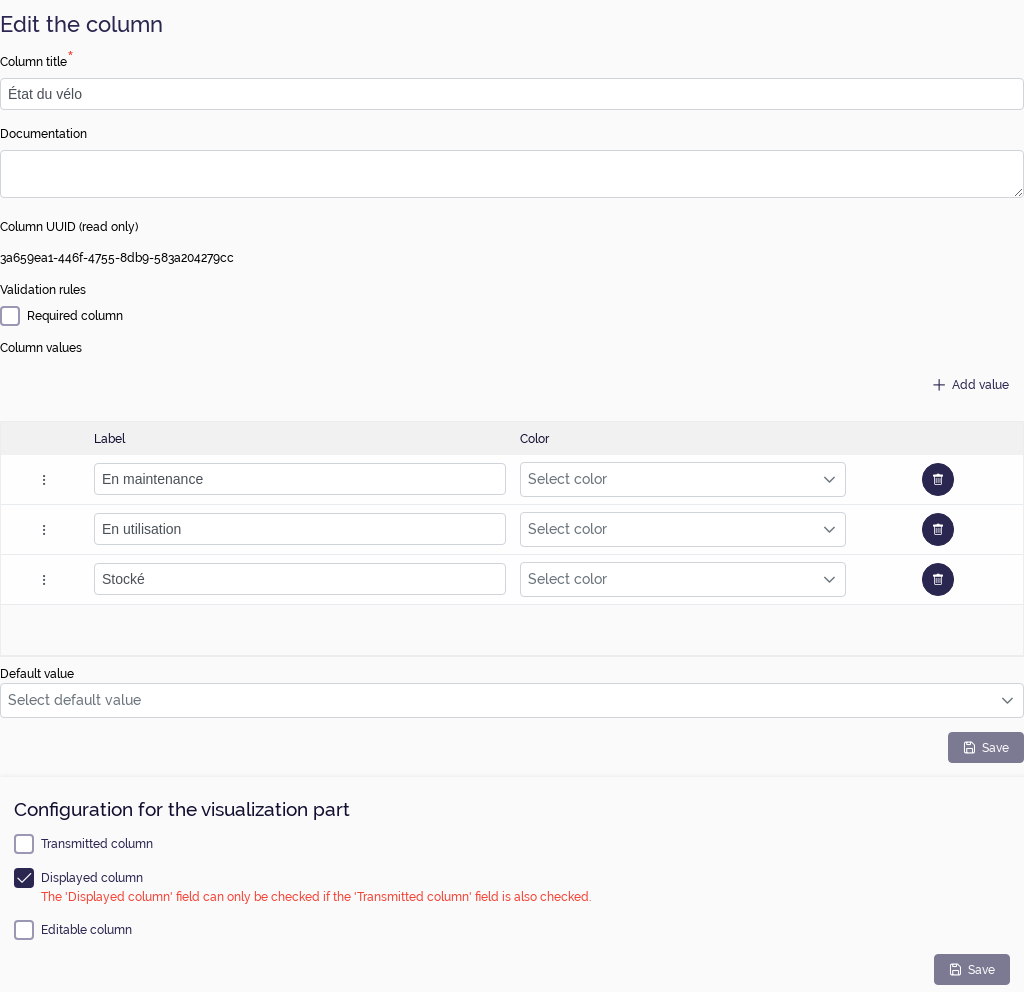 Edit the column
Column title*
État du vélo
Documentation
Column UUID (read only)
3a659ea1-446f-4755-8db9-583a204279cc
Validation rules
Required column
Column values
Add value
Label Color
En maintenance Select color
En utilisation Select color
Stocké Select color
Default value
Select default value
Save
Configuration for the visualization part
Transmitted column
Displayed column
The 'Displayed column' field can only be checked if the 'Transmitted column' field is also checked.
Editable column
Save